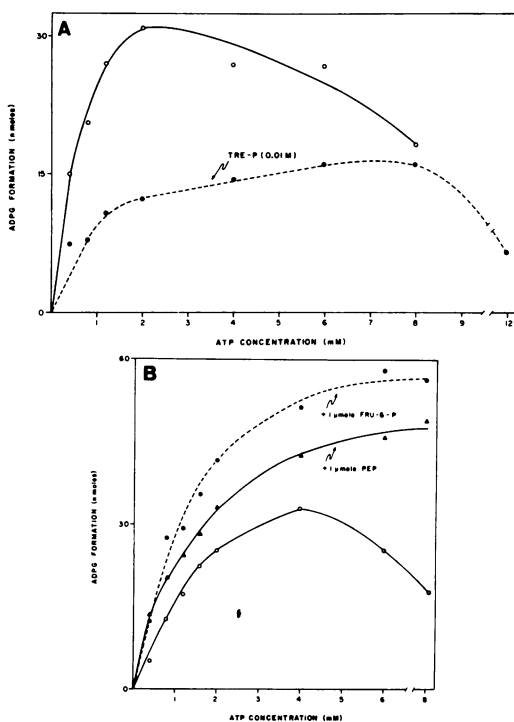 A
30
15
0
ADPG FORMATION (nmoles)
TRE-P (0.01M)
1 2 3 4 5 6 7 8 9 12
ATP CONCENTRATION (mM)
B
60
30
0
ADPG FORMATION (nmoles)
+ 1 µmole FRU-6-P
+ 1 µmole PEP
1 2 4 6 8
ATP CONCENTRATION (mM)